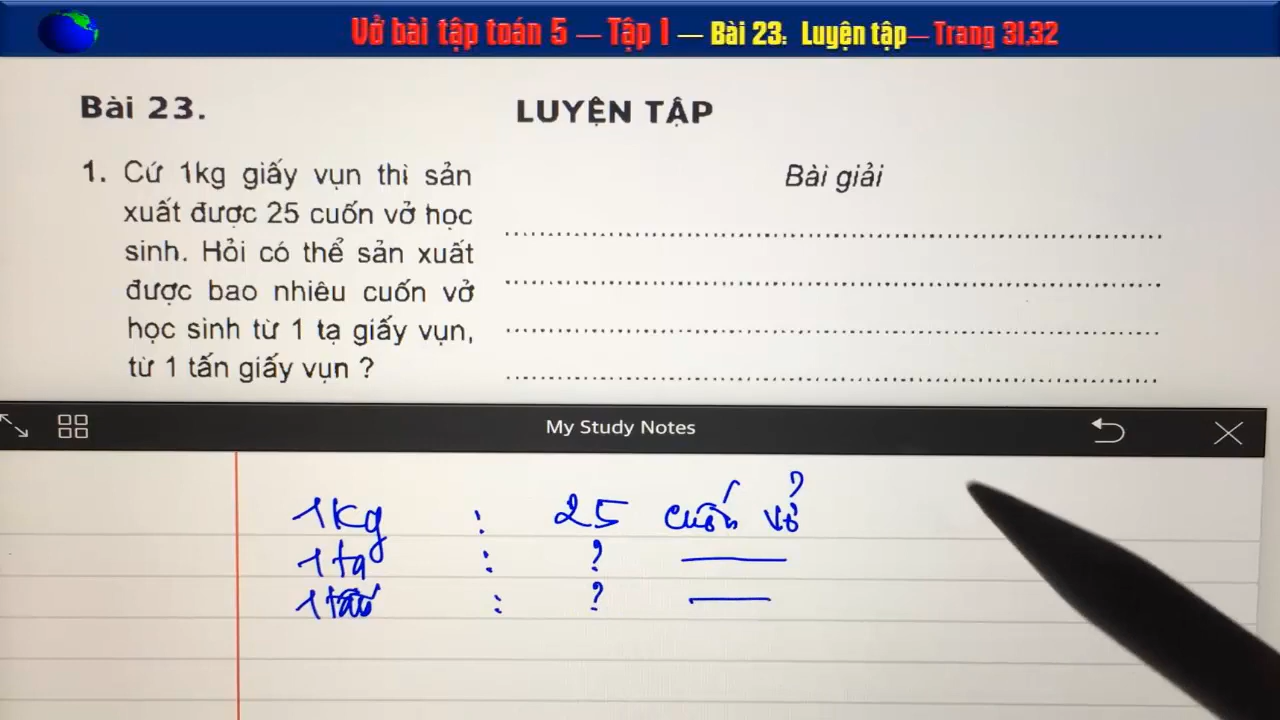 Vở bài tập toán 5 – Tập 1 – Bài 23: Luyện tập– Trang 31,32
Bài 23.
LUYỆN TẬP
1. Cứ 1kg giấy vụn thì sản
xuất được 25 cuốn vở học
sinh. Hỏi có thể sản xuất
được bao nhiêu cuốn vở
học sinh từ 1 tạ giấy vụn,
từ 1 tấn giấy vụn ?
Bài giải
My Study Notes
1kg : 25 cuốn vở
1 tạ : ?
1 tấn : ?